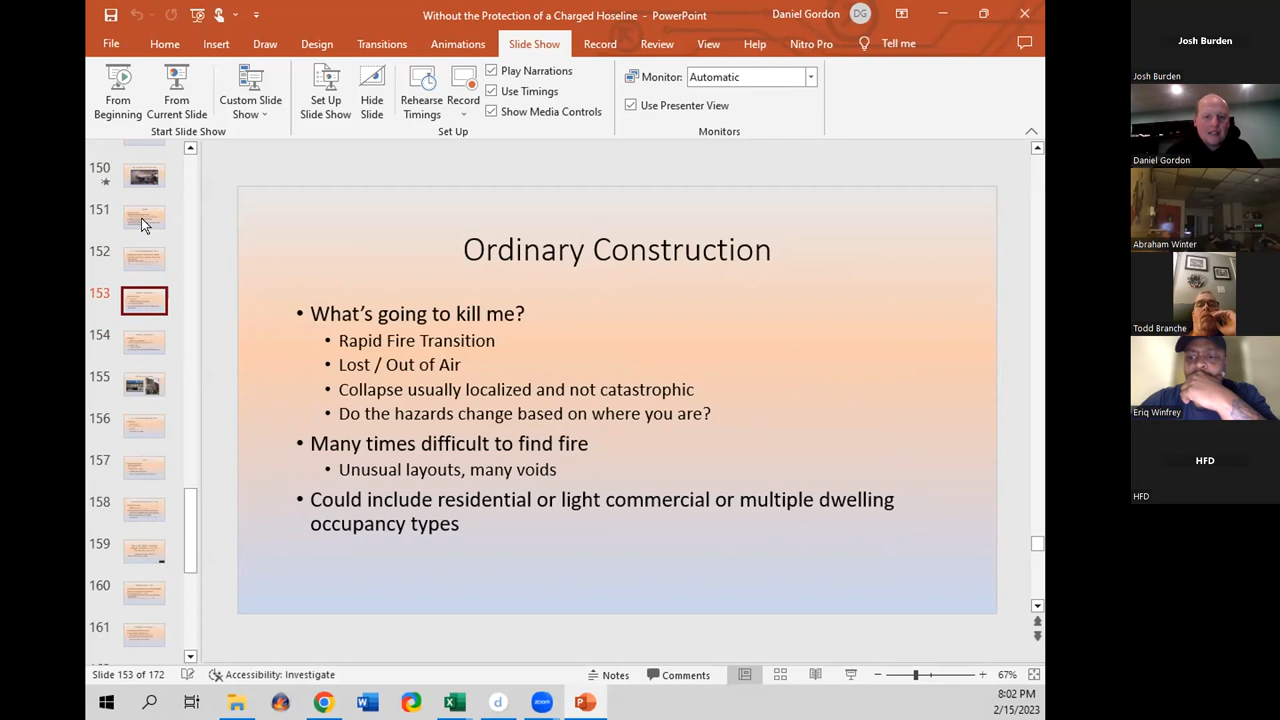 Without the Protection of a Charged Hoseline - PowerPoint
Daniel Gordon
DG
File
Home
Insert
Draw
Design
Transitions
Animations
Slide Show
Record
Review
View
Help
Nitro Pro
Tell me
From
Beginning
From
Current Slide
Custom Slide
Show
Start Slide Show
Set Up
Slide Show
Hide
Slide
Rehearse
Timings
Record
Play Narrations
Use Timings
Show Media Controls
Set Up
Monitor:
Automatic
Use Presenter View
Monitors
150
151
152
153
154
155
156
157
158
159
160
161
Ordinary Construction
• What's going to kill me?
• Rapid Fire Transition
• Lost / Out of Air
• Collapse usually localized and not catastrophic
• Do the hazards change based on where you are?
• Many times difficult to find fire
• Unusual layouts, many voids
• Could include residential or light commercial or multiple dwelling
occupancy types
Slide 153 of 172
Accessibility: Investigate
Notes
Comments
67%
8:02 PM
2/15/2023
Josh Burden
Josh Burden
Daniel Gordon
Abraham Winter
Todd Branche
Eriq Winfrey
HFD
HFD